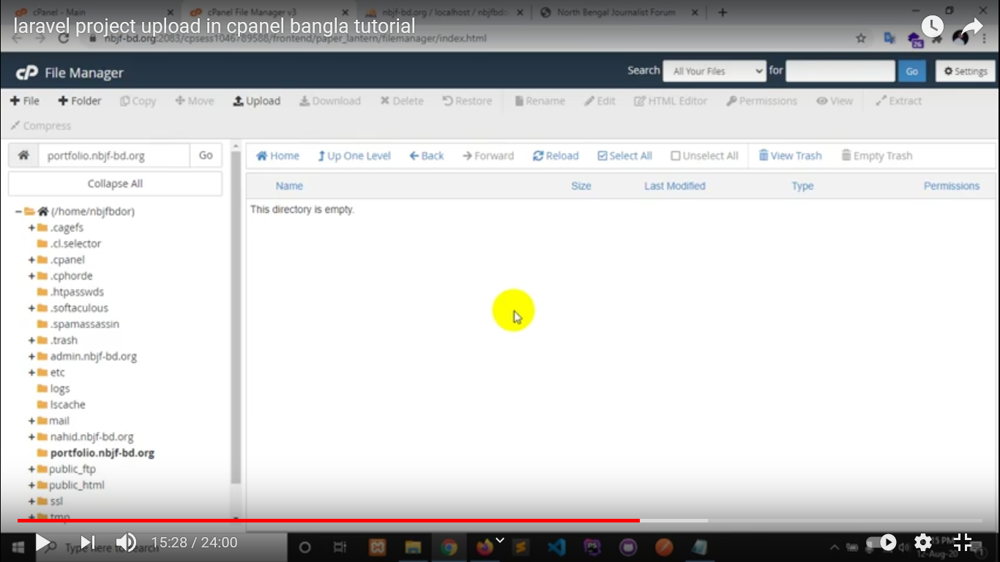 cPanel - Main
cPanel File Manager v3
nbjf-bd.org / localhost / nbjfbdo
North Bengal Journalist Forum
laravel project upload in cpanel bangla tutorial
nbjf-bd.org:2083/cpsess1046789588/frontend/paper_lantern/filemanager/index.html
26
cP File Manager
Search All Your Files for Go Settings
File Folder Copy Move Upload Download Delete Restore Rename Edit HTML Editor Permissions View Extract
Compress
portfolio.nbjf-bd.org Go
Home Up One Level Back Forward Reload Select All Unselect All View Trash Empty Trash
Collapse All
Name Size Last Modified Type Permissions
This directory is empty.
(/home/nbjfbdor)
.cagefs
.cl.selector
.cpanel
.cphorde
.htpasswds
.softaculous
.spamassassin
.trash
admin.nbjf-bd.org
etc
logs
lscache
mail
nahid.nbjf-bd.org
portfolio.nbjf-bd.org
public_ftp
public_html
ssl
tmp
15:28 / 24:00
Type here to search
PS
15 PM
12-Aug-20